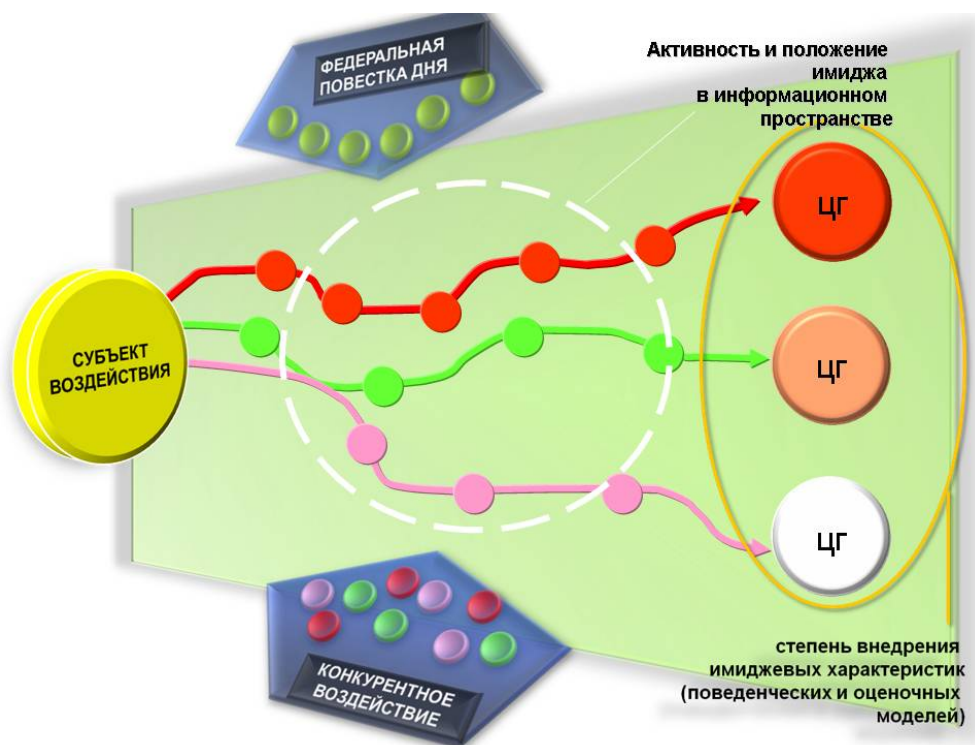 ФЕДЕРАЛЬНАЯ
ПОВЕСТКА ДНЯ
Активность и положение
имиджа
в информационном
пространстве
ЦГ
СУБЪЕКТ
ВОЗДЕЙСТВИЯ
ЦГ
ЦГ
КОНКУРЕНТНОЕ
ВОЗДЕЙСТВИЕ
степень внедрения
имиджевых характеристик
(поведенческих и оценочных
моделей)